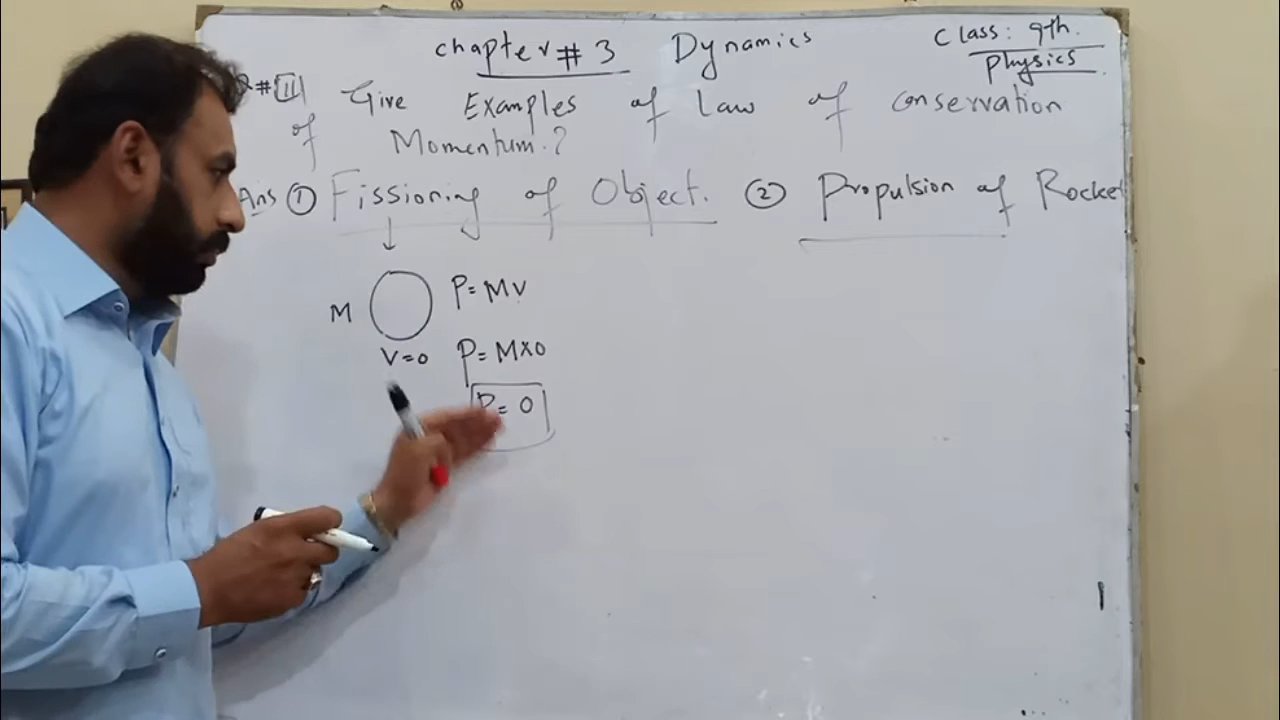 Chapter # 3 Dynamics
Class: 9th.
Physics
Q # 11 Give Examples of Law of Conservation
of Momentum.?
Ans ① Fissioning of Object. ② Propulsion of Rocket
P = MV
M
V=0 P= M×0
P= 0